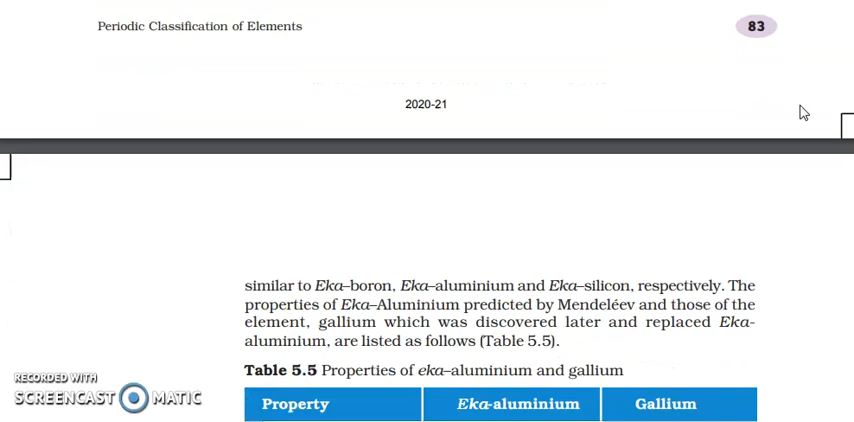 Periodic Classification of Elements 83
2020-21
similar to Eka–boron, Eka–aluminium and Eka–silicon, respectively. The
properties of Eka–Aluminium predicted by Mendeléev and those of the
element, gallium which was discovered later and replaced Eka-
aluminium, are listed as follows (Table 5.5).
Table 5.5 Properties of eka–aluminium and gallium
Property Eka-aluminium Gallium
RECORDED WITH
SCREENCAST MATIC